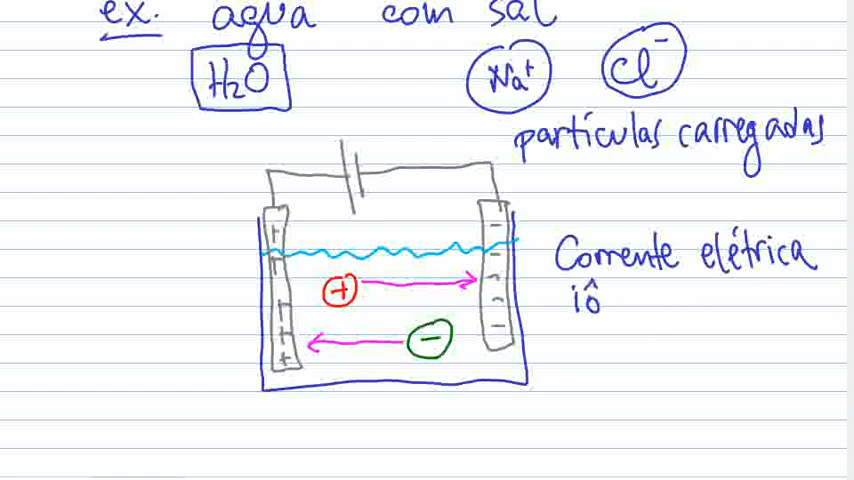 ex. agua com sal
H₂O Na⁺ Cl⁻
partículas carregadas
+ −
+ −
+ −
+ −
+ −
+
−
Corrente elétrica
iô